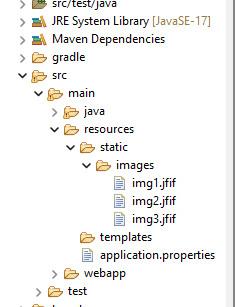 src/test/java
JRE System Library [JavaSE-17]
Maven Dependencies
gradle
src
main
java
resources
static
images
img1.jfif
img2.jfif
img3.jfif
templates
application.properties
webapp
test